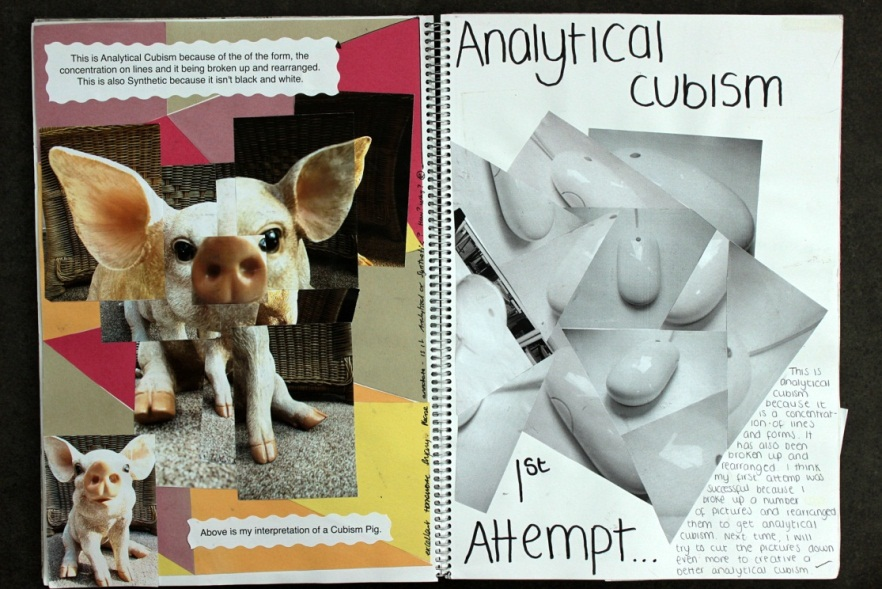 This is Analytical Cubism because of the of the form, the
concentration on lines and it being broken up and rearranged.
This is also Synthetic because it isn't black and white.
Above is my interpretation of a Cubism Pig.
Analytical
Cubism
1st
Attempt...
This is
analytical
cubism
because it
is a concentrat-
ion of lines
and forms. It
has also been
broken up and
rearranged I think
my first attemp was
sucessful because I
broke up a number
of pictures and rearranged
them to get analytical
cubism. Next time, i will
try to cut the pictures down
even more to creative a
better analytical cubism